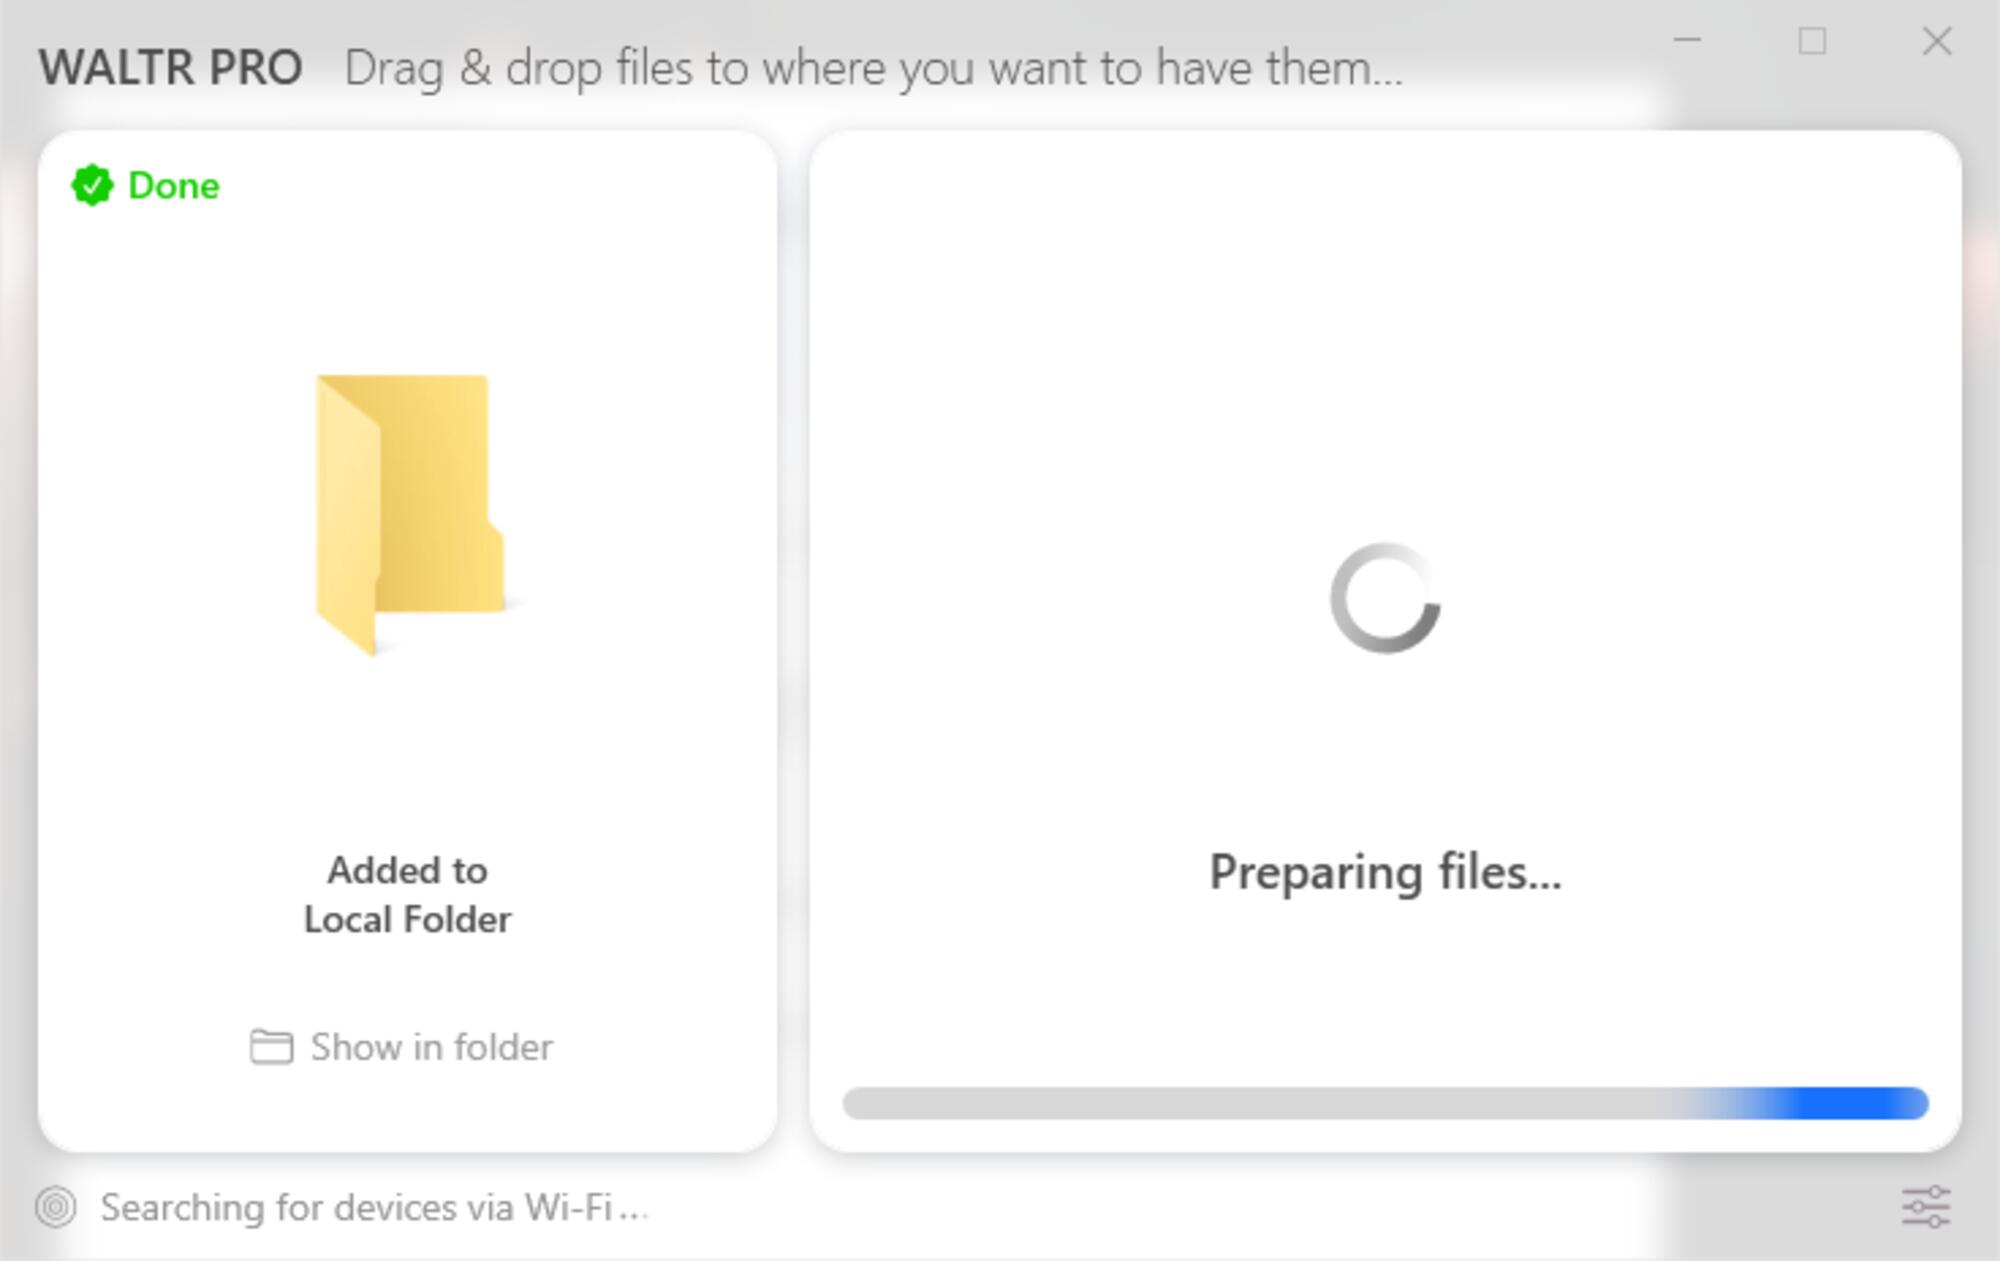 WALTR PRO Drag & drop files to where you want to have them...
Done
Added to
Local Folder
Show in folder
Preparing files...
Searching for devices via Wi-Fi...